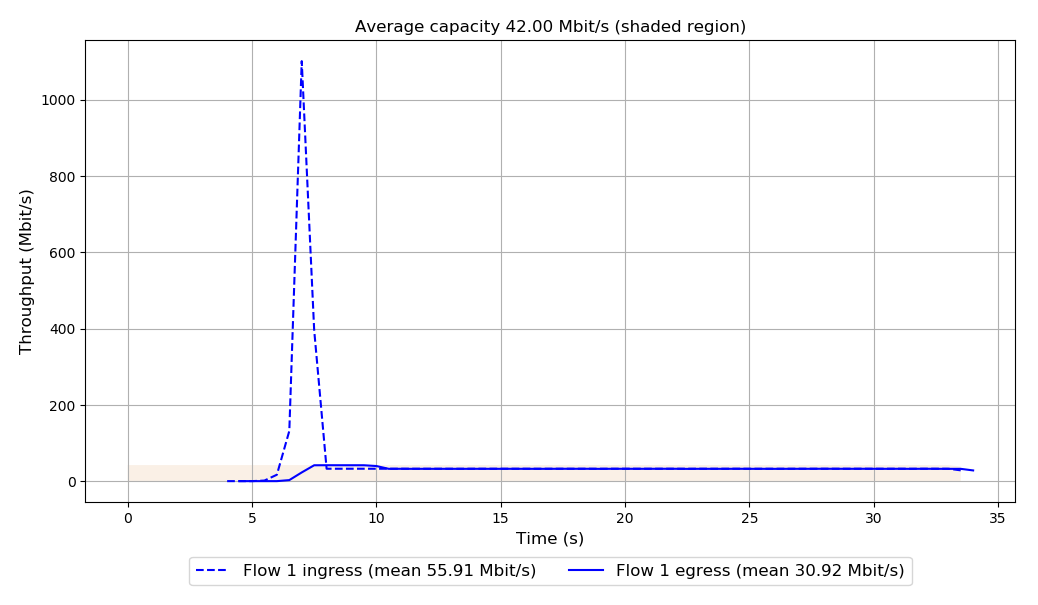 Average capacity 42.00 Mbit/s (shaded region)
Throughput (Mbit/s)
1000
800
600
400
200
0
0 5 10 15 20 25 30 35
Time (s)
Flow 1 ingress (mean 55.91 Mbit/s) Flow 1 egress (mean 30.92 Mbit/s)